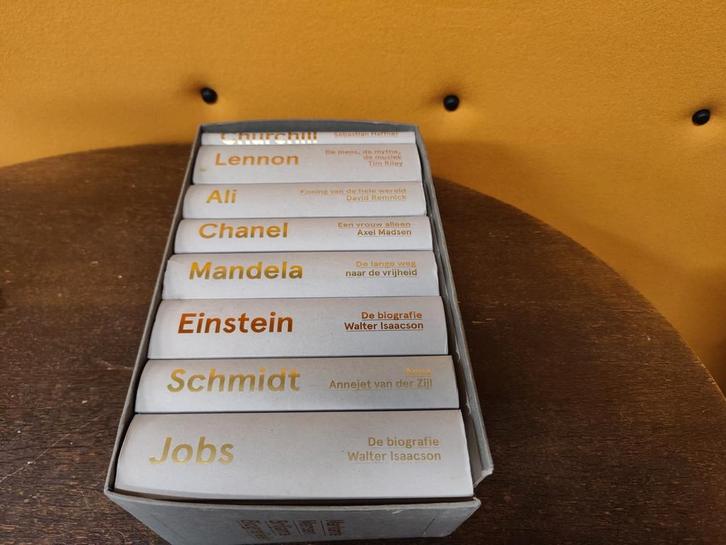 Churchill
Sebastian Haffner
Lennon
De mens, de mythe,
de muziek
Tim Riley
Ali
Koning van de hele wereld
David Remnick
Chanel
Een vrouw alleen
Axel Madsen
Mandela
De lange weg
naar de vrijheid
Einstein
De biografie
Walter Isaacson
Schmidt
Anna
Annejet van der Zijl
Jobs
De biografie
Walter Isaacson